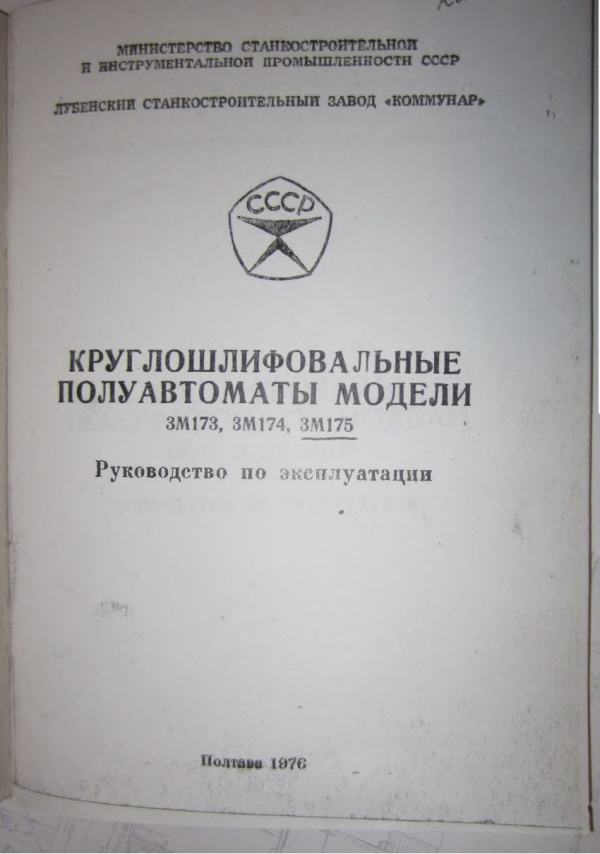 МИНИСТЕРСТВО СТАНКОСТРОИТЕЛЬНОЙ
И ИНСТРУМЕНТАЛЬНОЙ ПРОМЫШЛЕННОСТИ СССР
ЛУБЕНСКИЙ СТАНКОСТРОИТЕЛЬНЫЙ ЗАВОД «КОММУНАР»
СССР
КРУГЛОШЛИФОВАЛЬНЫЕ
ПОЛУАВТОМАТЫ МОДЕЛИ
3М173, 3М174, 3М175
Руководство по эксплуатации
Полтава 1976